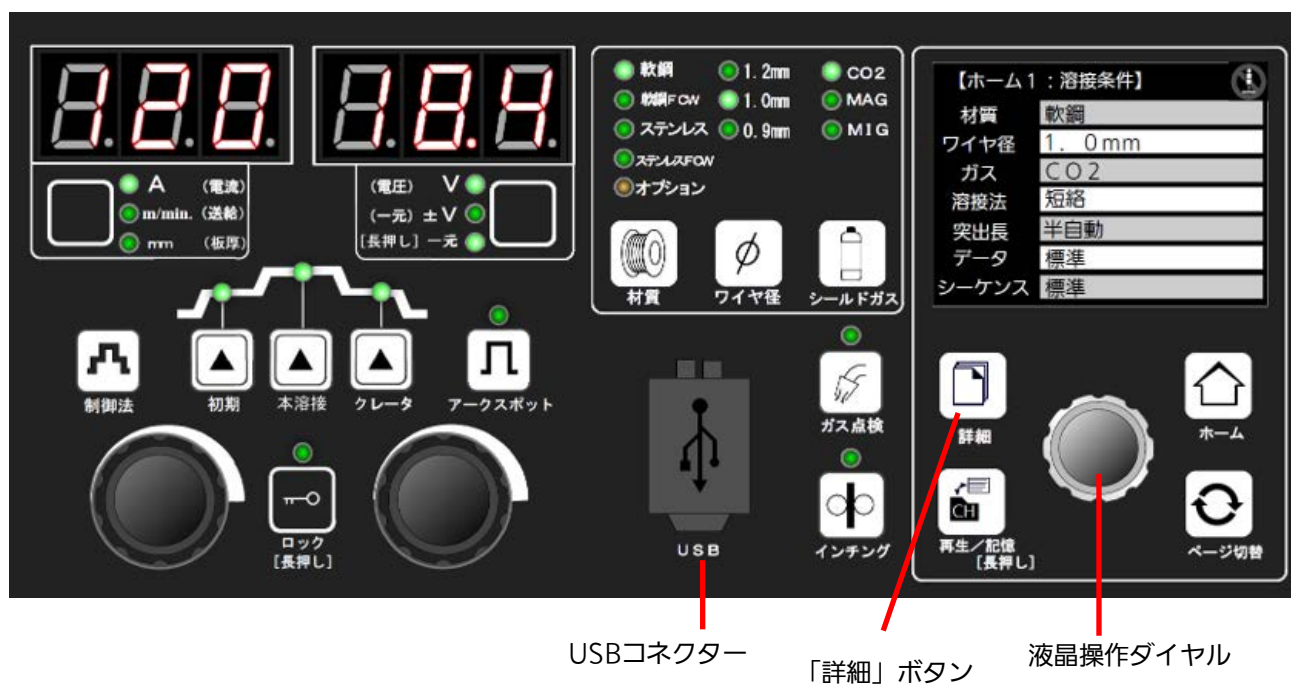 120
184
A （電流）
m/min.（送給）
mm （板厚）
（電圧） V
（一元）±V
［長押し］一元
制御法
初期
本溶接
クレータ
アークスポット
ロック
［長押し］
軟鋼
軟鋼FCW
ステンレス
ステンレスFCW
オプション
1.2mm
1.0mm
0.9mm
CO2
MAG
MIG
材質
ワイヤ径
シールドガス
USB
ガス点検
インチング
【ホーム1：溶接条件】
材質 軟鋼
ワイヤ径 1. 0mm
ガス CO2
溶接法 短絡
突出長 半自動
データ 標準
シーケンス 標準
詳細
ホーム
CH
再生／記憶
［長押し］
ページ切替
USBコネクター
「詳細」ボタン
液晶操作ダイヤル